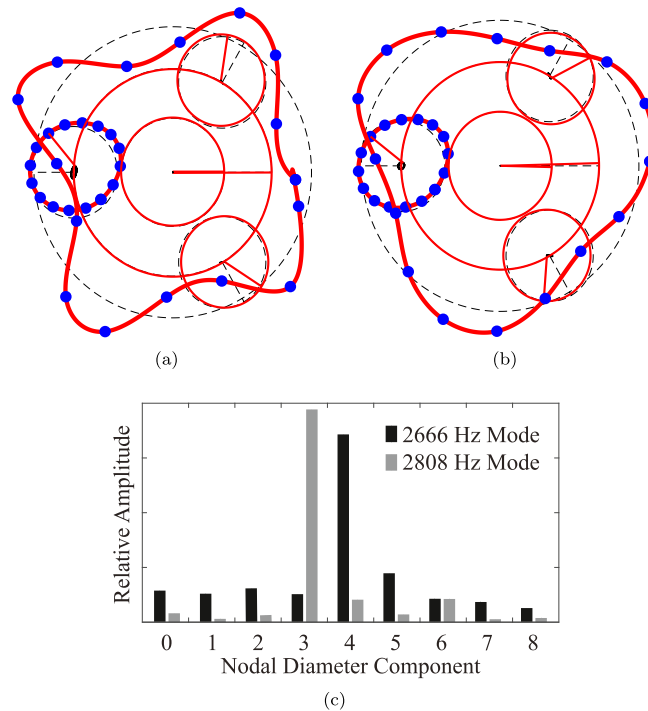 (a)
(b)
Relative Amplitude
2666 Hz Mode
2808 Hz Mode
0 1 2 3 4 5 6 7 8
Nodal Diameter Component
(c)